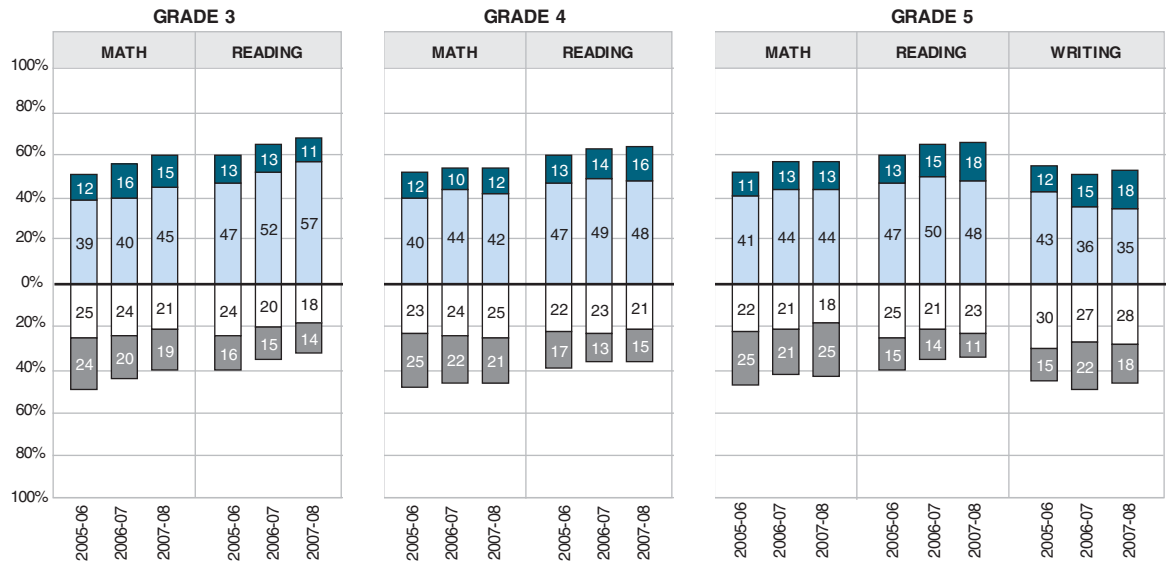 GRADE 3 GRADE 4 GRADE 5
MATH READING MATH READING MATH READING WRITING
100%
80%
60%
40%
20%
0%
20%
40%
60%
80%
100%
12 16 15 13 13 11 12 10 12 13 14 16 11 13 13 13 15 18 12 15 18
39 40 45 47 52 57 40 44 42 47 49 48 41 44 44 47 50 48 43 36 35
25 24 21 24 20 18 23 24 25 22 23 21 22 21 18 25 21 23 30 27 28
24 20 19 16 15 14 25 22 21 17 13 15 25 21 25 15 14 11 15 22 18
2005-06 2006-07 2007-08 2005-06 2006-07 2007-08 2005-06 2006-07 2007-08 2005-06 2006-07 2007-08 2005-06 2006-07 2007-08 2005-06 2006-07 2007-08 2005-06 2006-07 2007-08